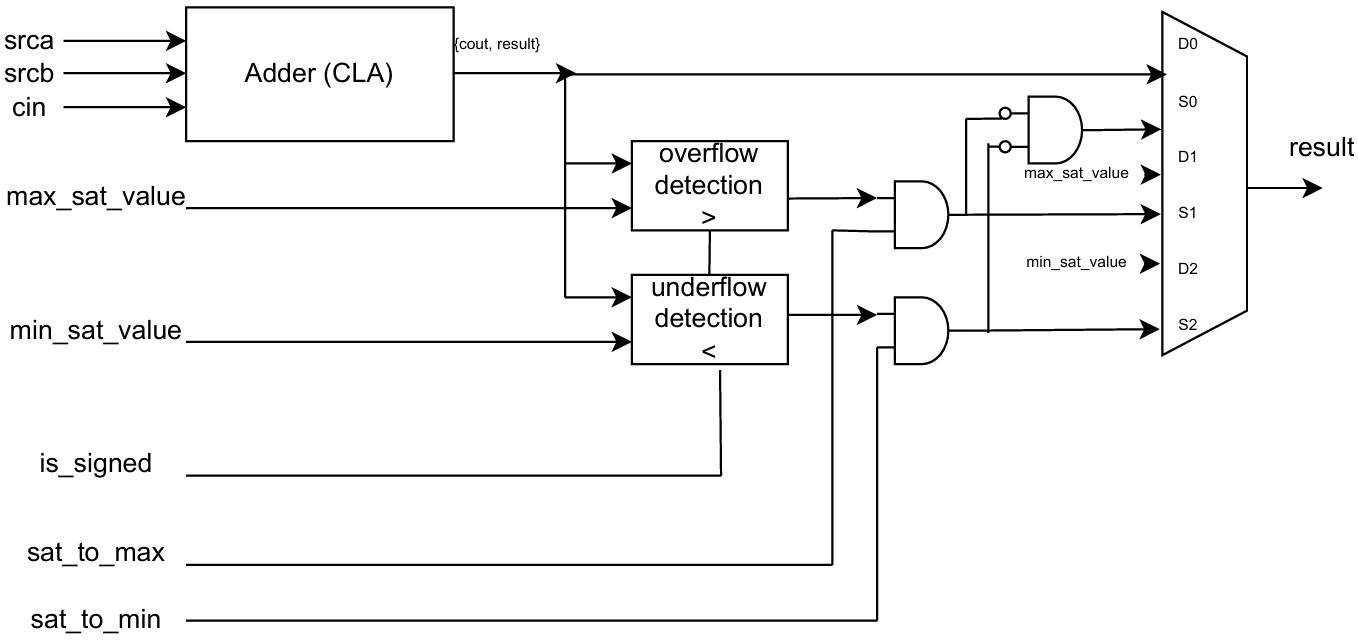 srca
srcb
cin
Adder (CLA)
{cout, result}
max_sat_value
overflow
detection
>
min_sat_value
underflow
detection
<
is_signed
sat_to_max
sat_to_min
max_sat_value
min_sat_value
D0
S0
D1
S1
D2
S2
result